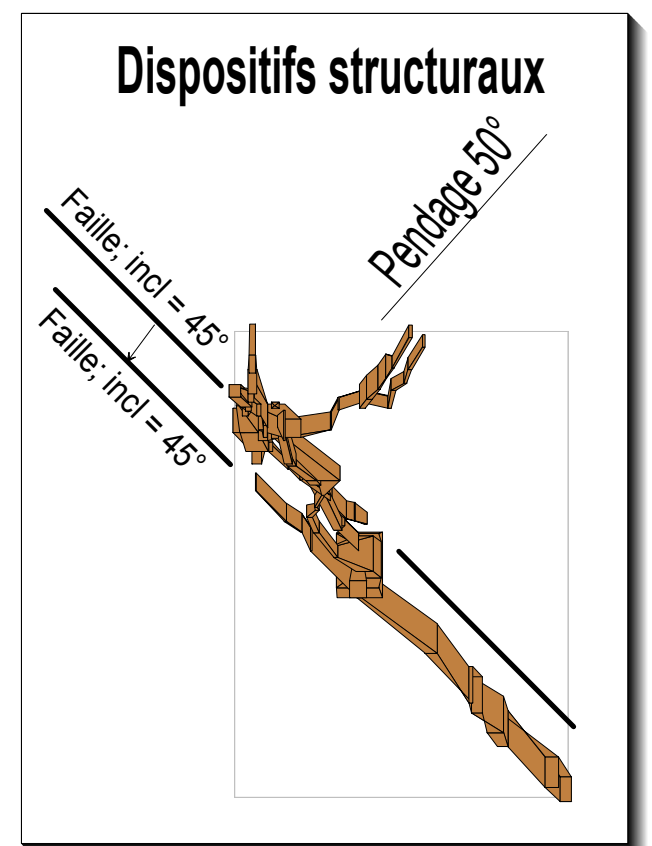 Dispositifs structuraux
Pendage 50°
Faille; incl = 45°
Faille; incl = 45°